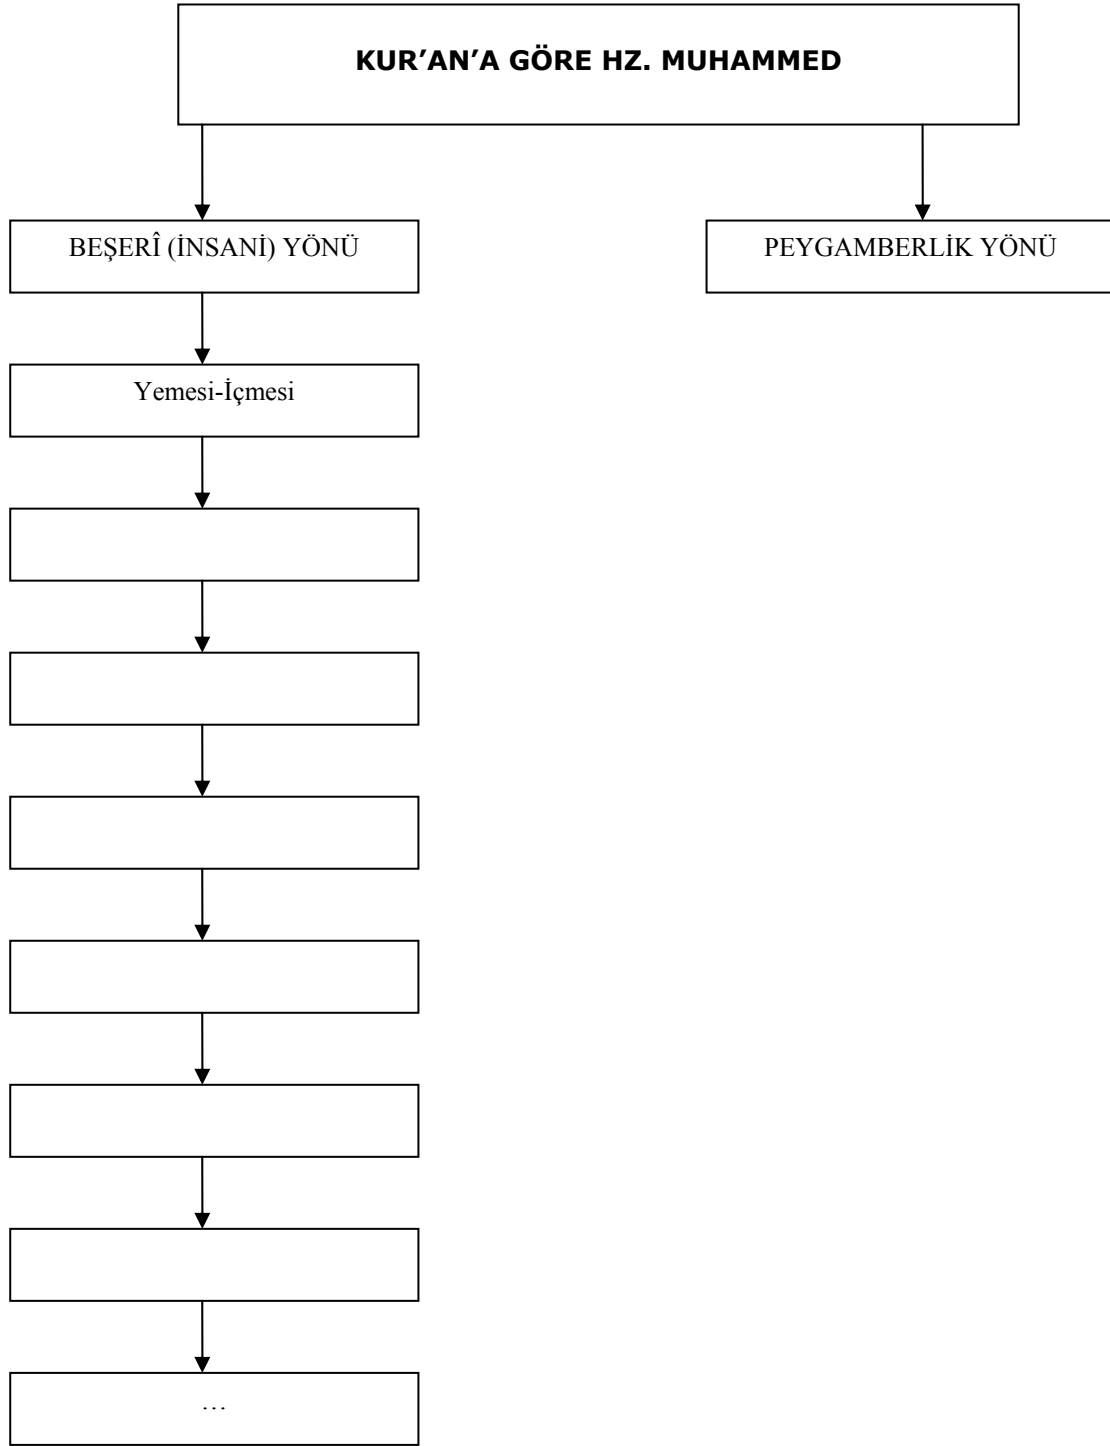 KUR’AN’A GÖRE HZ. MUHAMMED
BEŞERÎ (İNSANİ) YÖNÜ
PEYGAMBERLİK YÖNÜ
Yemesi-İçmesi
…